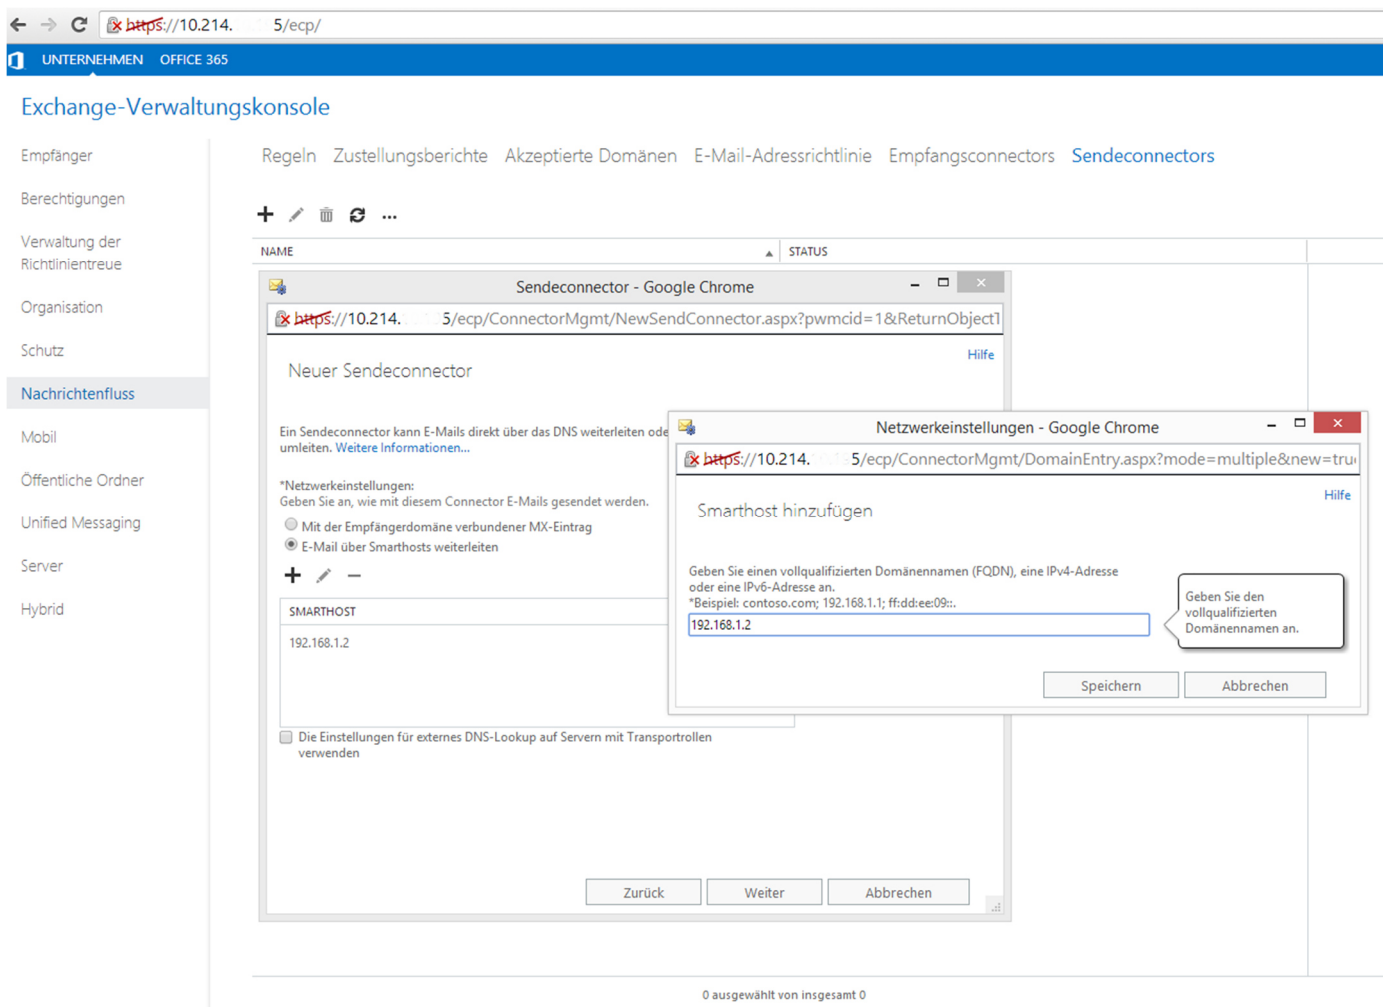 https://10.214. 5/ecp/
UNTERNEHMEN OFFICE 365
Exchange-Verwaltungskonsole
Empfänger
Berechtigungen
Verwaltung der
Richtlinientreue
Organisation
Schutz
Nachrichtenfluss
Mobil
Öffentliche Ordner
Unified Messaging
Server
Hybrid
Regeln Zustellungsberichte Akzeptierte Domänen E-Mail-Adressrichtlinie Empfangsconnectors Sendeconnectors
NAME STATUS
Sendeconnector - Google Chrome
https://10.214. 5/ecp/ConnectorMgmt/NewSendConnector.aspx?pwmcid=1&ReturnObjectT
Hilfe
Neuer Sendeconnector
Ein Sendeconnector kann E-Mails direkt über das DNS weiterleiten ode
umleiten. Weitere Informationen...
*Netzwerkeinstellungen:
Geben Sie an, wie mit diesem Connector E-Mails gesendet werden.
Mit der Empfängerdomäne verbundener MX-Eintrag
E-Mail über Smarthosts weiterleiten
SMARTHOST
192.168.1.2
Die Einstellungen für externes DNS-Lookup auf Servern mit Transportrollen
verwenden
Zurück Weiter Abbrechen
Netzwerkeinstellungen - Google Chrome
https://10.214. 5/ecp/ConnectorMgmt/DomainEntry.aspx?mode=multiple&new=tru
Hilfe
Smarthost hinzufügen
Geben Sie einen vollqualifizierten Domänennamen (FQDN), eine IPv4-Adresse
oder eine IPv6-Adresse an.
*Beispiel: contoso.com; 192.168.1.1; ff:dd:ee:09::.
192.168.1.2
Geben Sie den
vollqualifizierten
Domänennamen an.
Speichern Abbrechen
0 ausgewählt von insgesamt 0